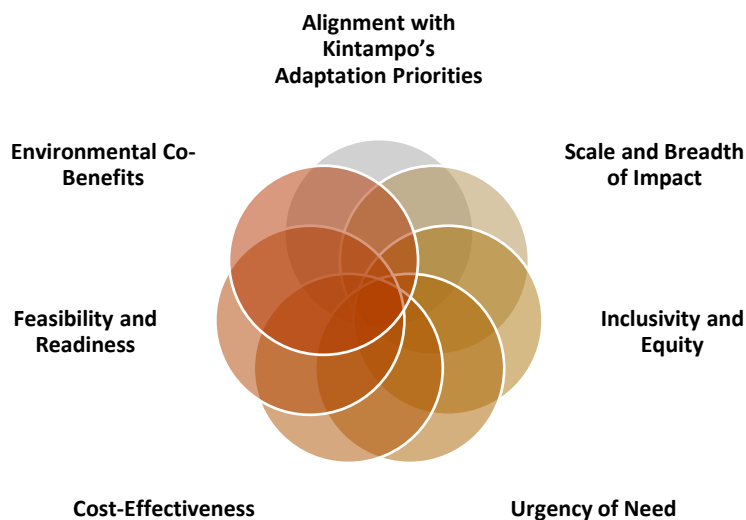 Alignment with
Kintampo’s
Adaptation Priorities
Environmental Co-
Benefits
Scale and Breadth
of Impact
Feasibility and
Readiness
Inclusivity and
Equity
Cost-Effectiveness
Urgency of Need